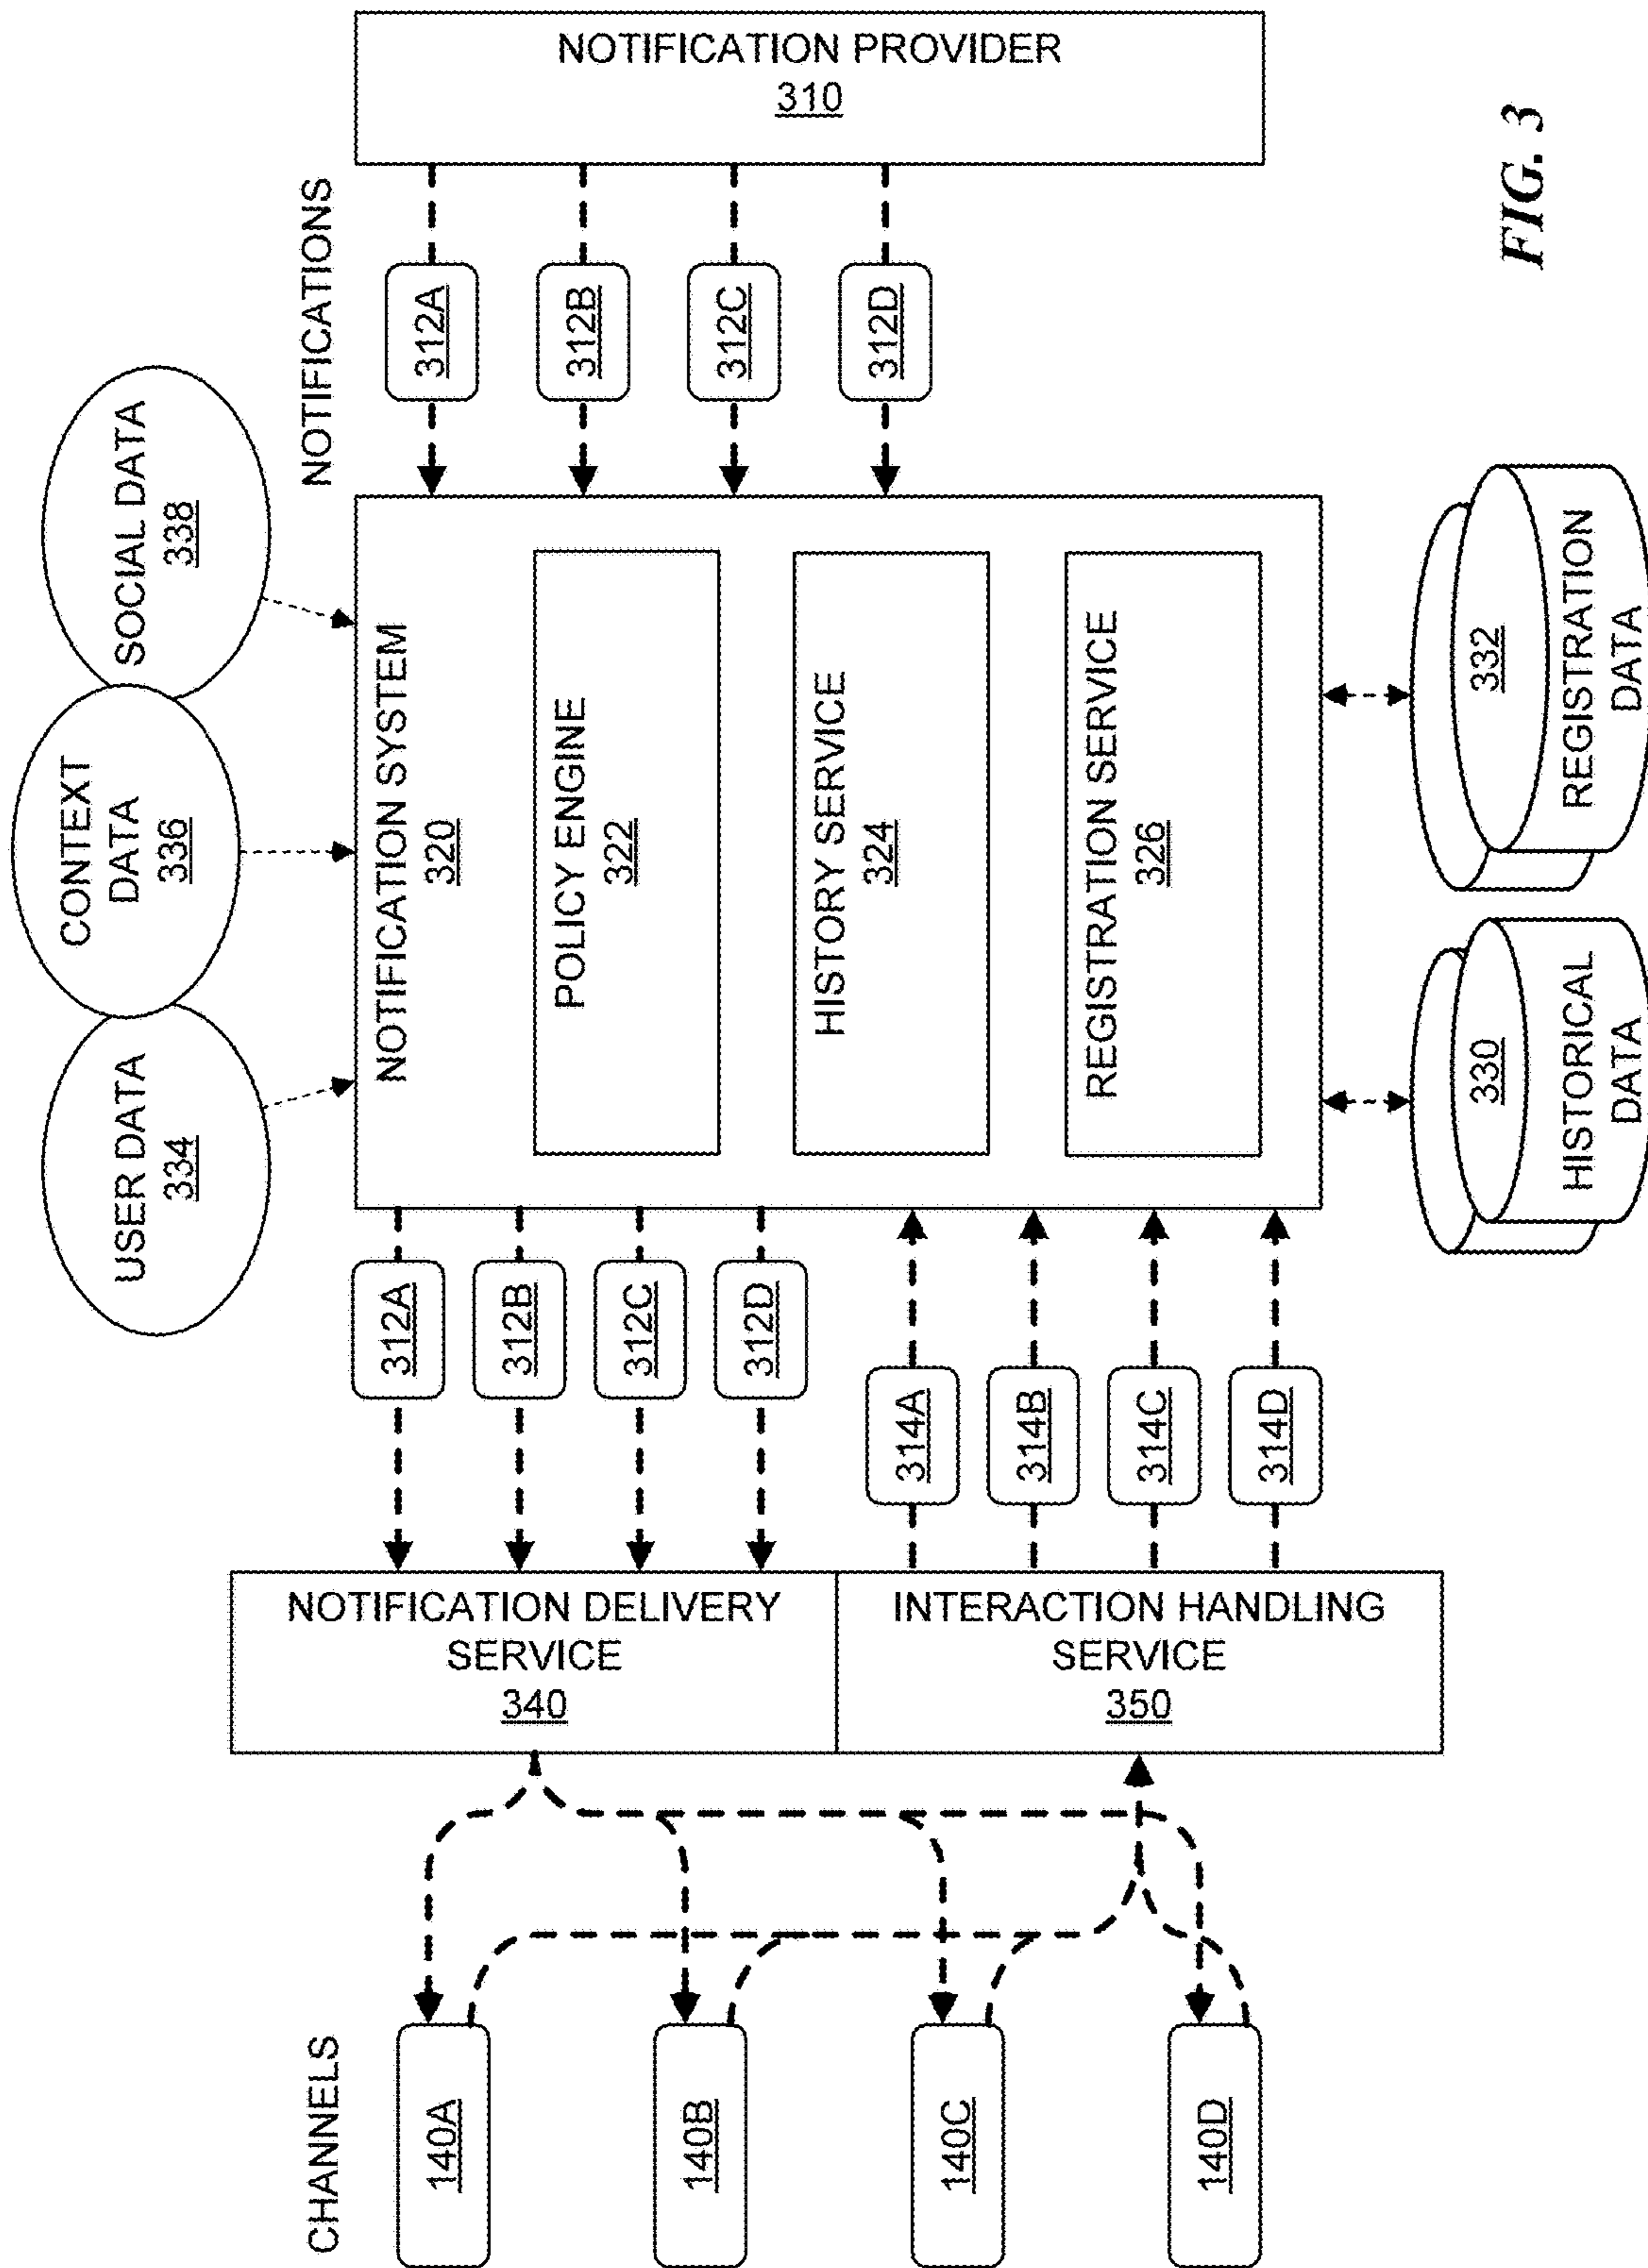 USER DATA
334
CONTEXT
DATA
336
SOCIAL DATA
338
CHANNELS
140A
140B
140C
140D
NOTIFICATION DELIVERY
SERVICE
340
INTERACTION HANDLING
SERVICE
350
312A
312B
312C
312D
314A
314B
314C
314D
NOTIFICATION SYSTEM
320
POLICY ENGINE
322
HISTORY SERVICE
324
REGISTRATION SERVICE
326
NOTIFICATIONS
312A
312B
312C
312D
NOTIFICATION PROVIDER
310
330
HISTORICAL
DATA
332
REGISTRATION
DATA
FIG. 3